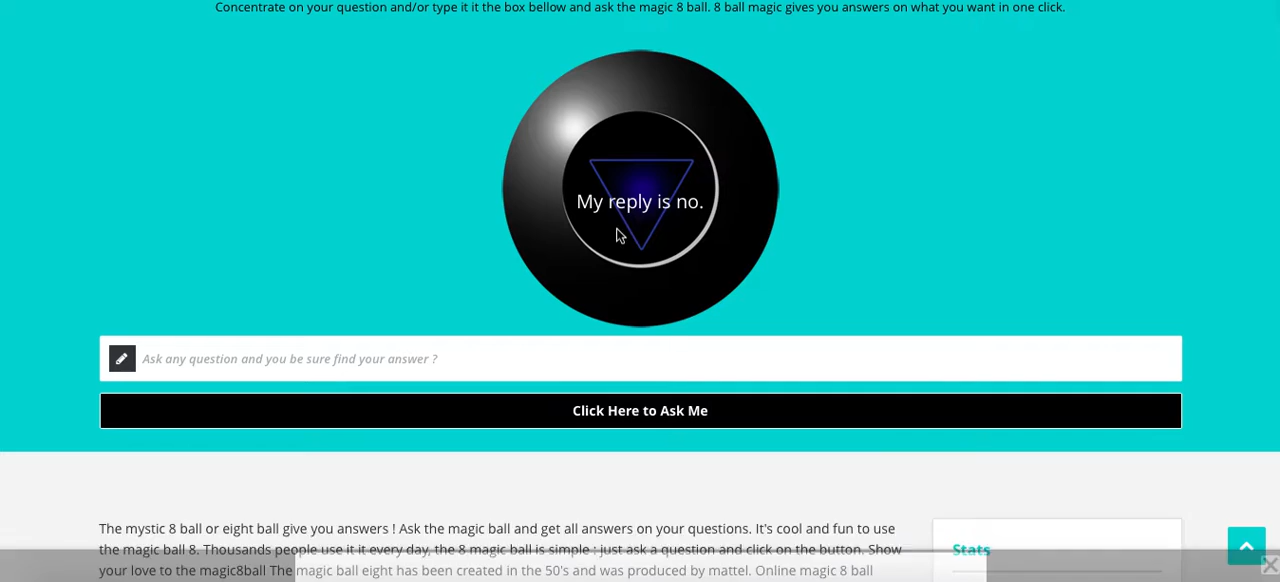 Concentrate on your question and/or type it it the box bellow and ask the magic 8 ball. 8 ball magic gives you answers on what you want in one click.
My reply is no.
Ask any question and you be sure find your answer ?
Click Here to Ask Me
The mystic 8 ball or eight ball give you answers ! Ask the magic ball and get all answers on your questions. It's cool and fun to use
the magic ball 8. Thousands people use it it every day, the 8 magic ball is simple : just ask a question and click on the button. Show
your love to the magic8ball The magic ball eight has been created in the 50's and was produced by mattel. Online magic 8 ball
Stats